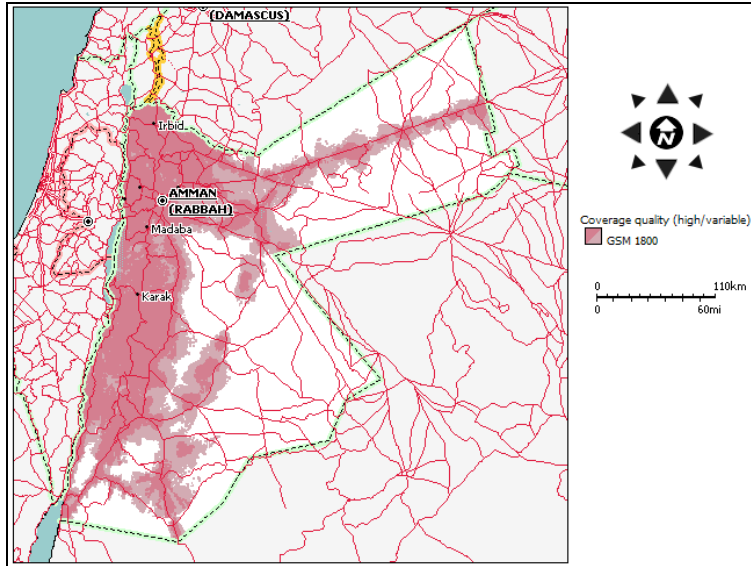 (DAMASCUS)
Irbid
AMMAN
(RABBAH)
Madaba
Karak
N
Coverage quality (high/variable)
GSM 1800
0 110km
0 60mi